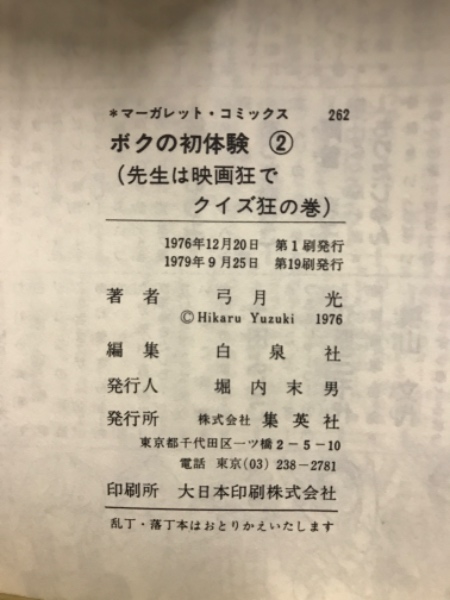 *マーガレット・コミックス 262
ボクの初体験 ②
(先生は映画狂で
クイズ狂の巻)
1976年12月20日 第1刷発行
1979年9月25日 第19刷発行
著者 弓月光
©Hikaru Yuzuki 1976
編集 白泉社
発行人 堀内末男
発行所 株式会社 集英社
東京都千代田区一ツ橋2-5-10
電話 東京(03) 238-2781
印刷所 大日本印刷株式会社
乱丁・落丁本はおとりかえいたします